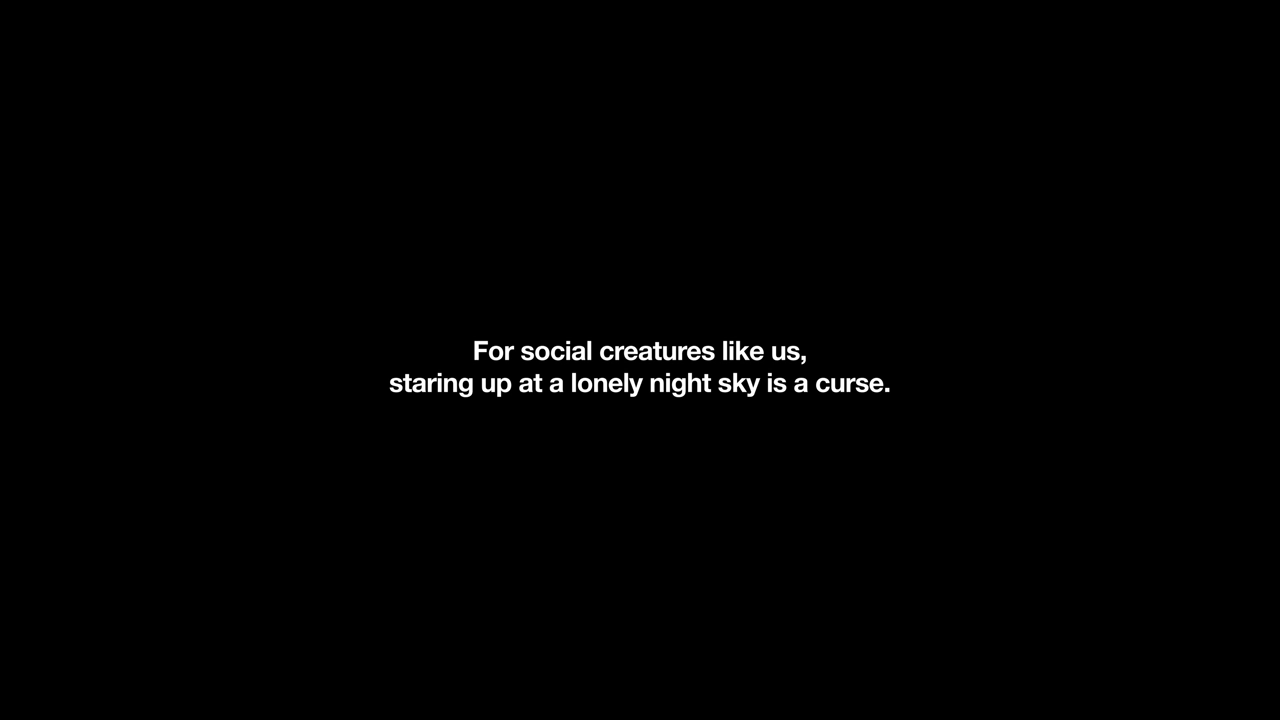 For social creatures like us,
staring up at a lonely night sky is a curse.